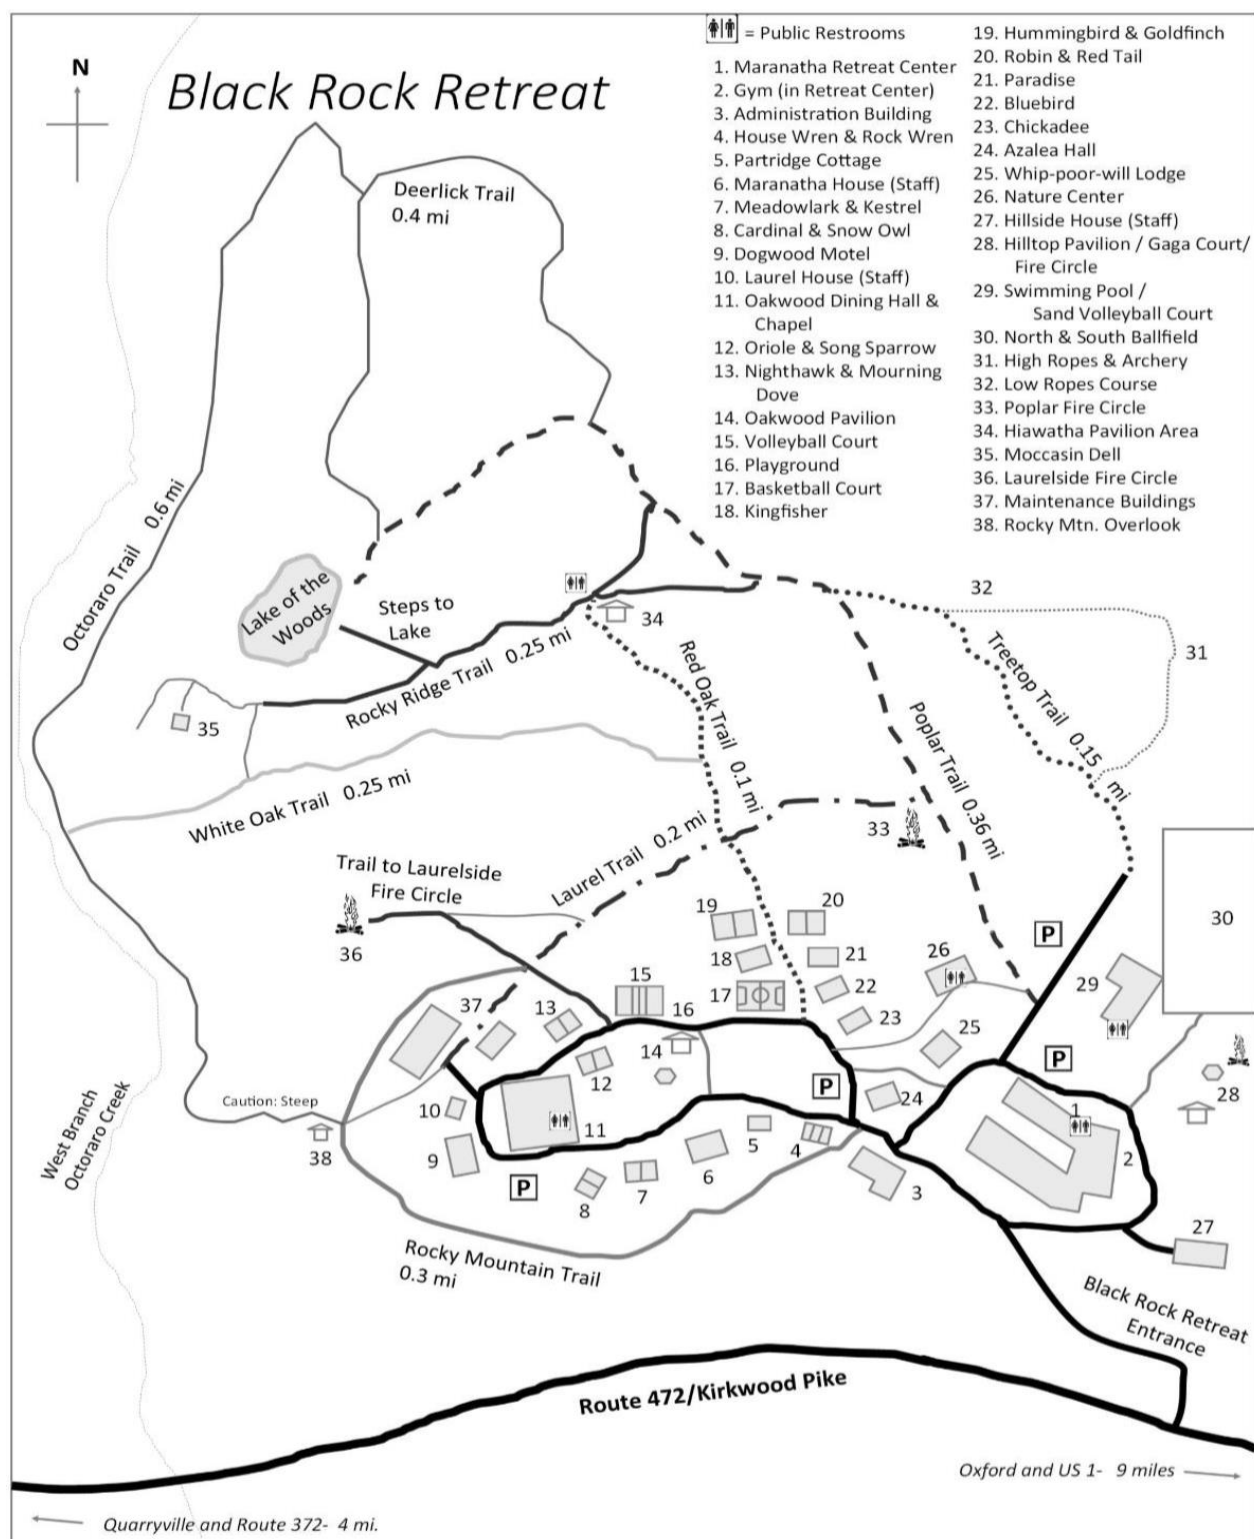 N
Black Rock Retreat
= Public Restrooms
1. Maranatha Retreat Center
2. Gym (in Retreat Center)
3. Administration Building
4. House Wren & Rock Wren
5. Partridge Cottage
6. Maranatha House (Staff)
7. Meadowlark & Kestrel
8. Cardinal & Snow Owl
9. Dogwood Motel
10. Laurel House (Staff)
11. Oakwood Dining Hall &
Chapel
12. Oriole & Song Sparrow
13. Nighthawk & Mourning
Dove
14. Oakwood Pavilion
15. Volleyball Court
16. Playground
17. Basketball Court
18. Kingfisher
19. Hummingbird & Goldfinch
20. Robin & Red Tail
21. Paradise
22. Bluebird
23. Chickadee
24. Azalea Hall
25. Whip-poor-will Lodge
26. Nature Center
27. Hillside House (Staff)
28. Hilltop Pavilion / Gaga Court/
Fire Circle
29. Swimming Pool /
Sand Volleyball Court
30. North & South Ballfield
31. High Ropes & Archery
32. Low Ropes Course
33. Poplar Fire Circle
34. Hiawatha Pavilion Area
35. Moccasin Dell
36. Laurelside Fire Circle
37. Maintenance Buildings
38. Rocky Mtn. Overlook
Deerlick Trail
0.4 mi
Octoraro Trail 0.6 mi
Lake of the
Woods
Steps to
Lake
34
32
31
Rocky Ridge Trail 0.25 mi
Red Oak Trail 0.1 mi
Treetop Trail 0.15 mi
Poplar Trail 0.36 mi
35
White Oak Trail 0.25 mi
Laurel Trail 0.2 mi
33
Trail to Laurelside
Fire Circle
36
19
20
30
P
18
21
26
29
15
17
22
37
13
16
23
25
14
P
12
P
24
28
Caution: Steep
10
11
1
38
9
5
4
2
P
6
3
8
7
27
West Branch
Octoraro Creek
Rocky Mountain Trail
0.3 mi
Black Rock Retreat
Entrance
Route 472/Kirkwood Pike
Oxford and US 1- 9 miles
Quarryville and Route 372- 4 mi.